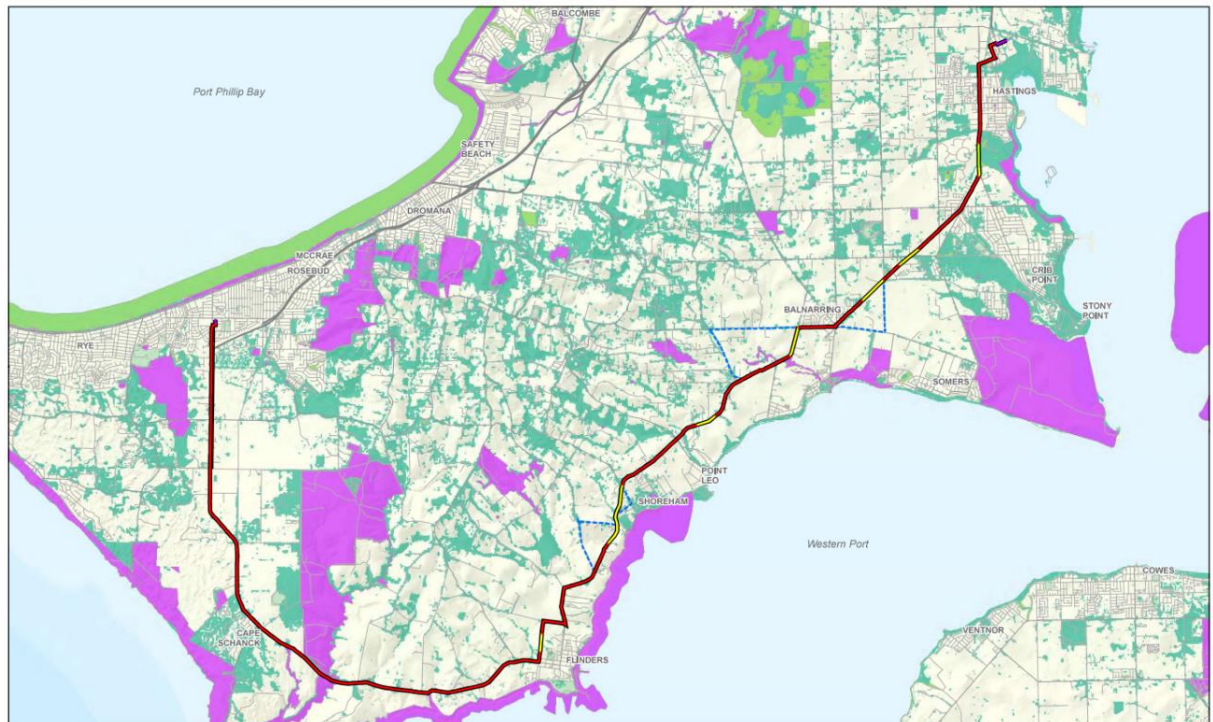 BALCOMBE
Port Phillip Bay
HASTINGS
SAFETY
BEACH
DROMANA
MCCRAE
ROSEBUD
CRIB
POINT
STONY
POINT
BALNARRING
RYE
SOMERS
POINT
LEO
SHOREHAM
Western Port
COWES
VENTNOR
CAPE
SCHANCK
FLINDERS